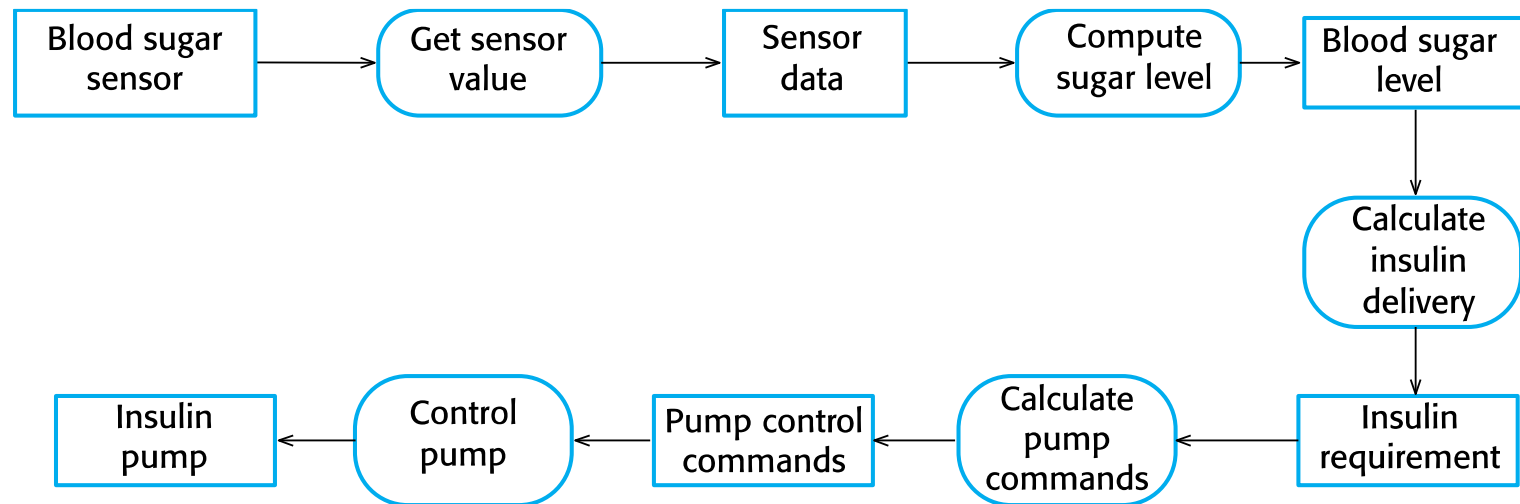 Blood sugar
sensor
Get sensor
value
Sensor
data
Compute
sugar level
Blood sugar
level
Calculate
insulin
delivery
Insulin
requirement
Calculate
pump
commands
Pump control
commands
Control
pump
Insulin
pump